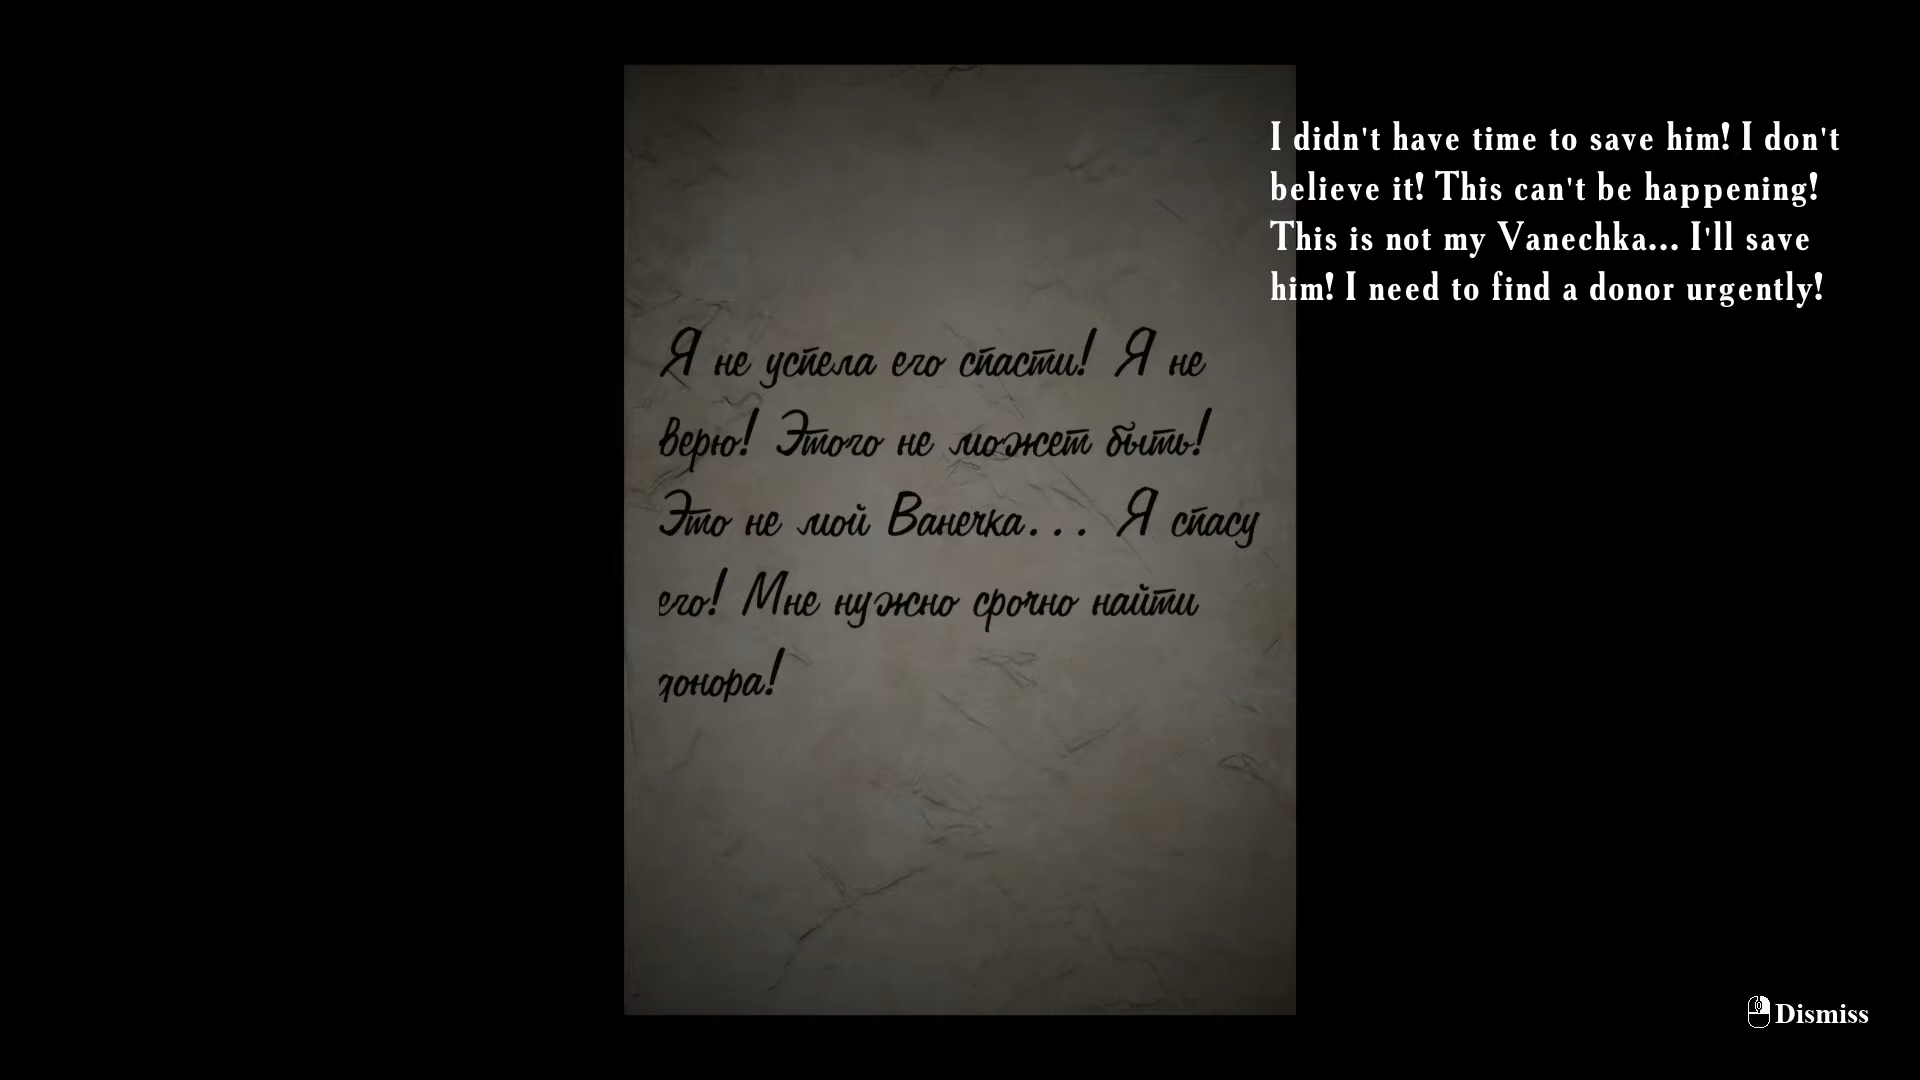 Я не успела его спасти! Я не
верю! Этого не может быть!
Это не мой Ванечка... Я спасу
его! Мне нужно срочно найти
донора!
I didn't have time to save him! I don't
believe it! This can't be happening!
This is not my Vanechka... I'll save
him! I need to find a donor urgently!
Dismiss